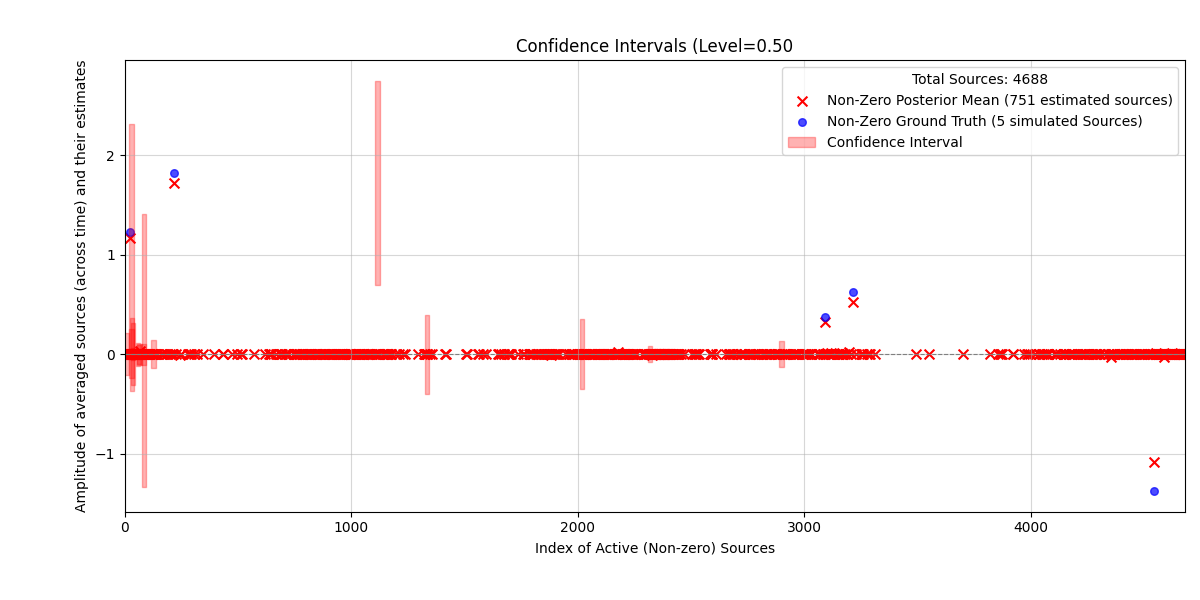 Confidence Intervals (Level=0.50
Total Sources: 4688
Non-Zero Posterior Mean (751 estimated sources)
Non-Zero Ground Truth (5 simulated Sources)
Confidence Interval
Amplitude of averaged sources (across time) and their estimates
2
1
0
−1
0 1000 2000 3000 4000
Index of Active (Non-zero) Sources